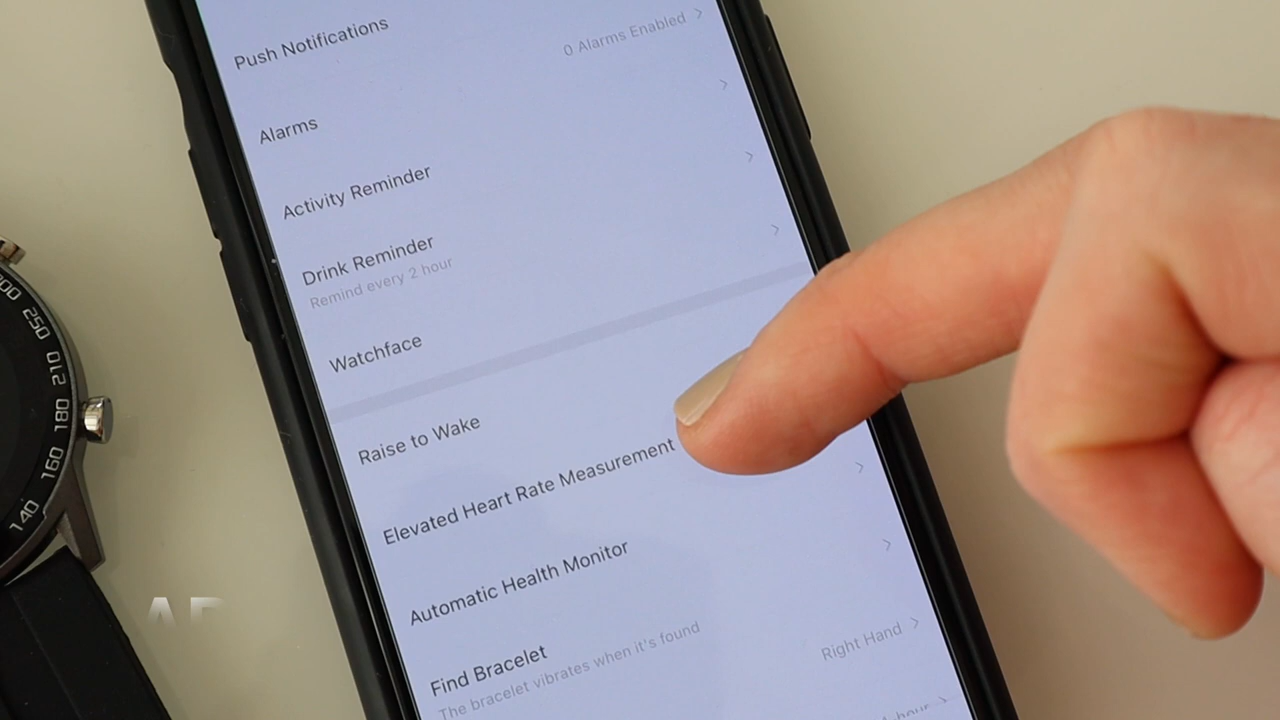 Push Notifications
0 Alarms Enabled
Alarms
Activity Reminder
Drink Reminder
Remind every 2 hour
Watchface
Raise to Wake
Elevated Heart Rate Measurement
Automatic Health Monitor
Find Bracelet
The bracelet vibrates when it's found
Right Hand
hour
250
012
180
160
140